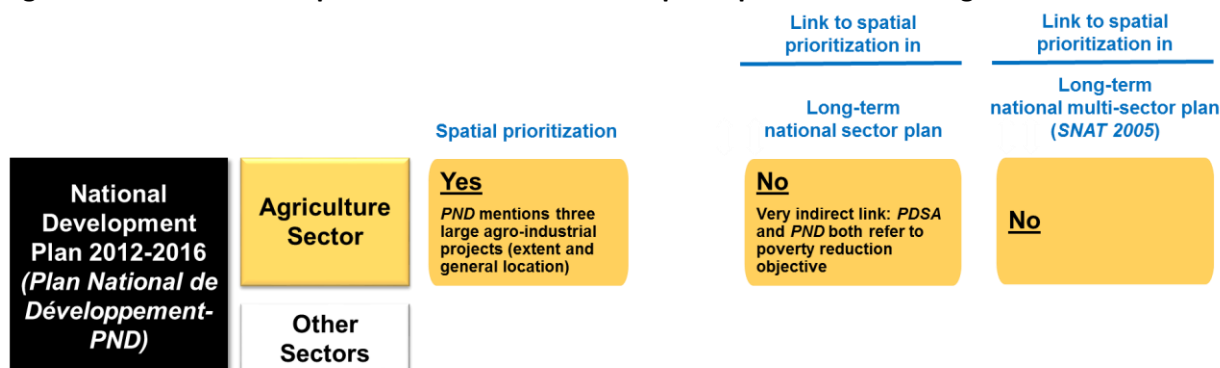 Link to spatial
prioritization in
Link to spatial
prioritization in
Spatial prioritization
Long-term
national sector plan
Long-term
national multi-sector plan
(SNAT 2005)
National
Development
Plan 2012-2016
(Plan National de
Développement-
PND)
Agriculture
Sector
Yes
PND mentions three
large agro-industrial
projects (extent and
general location)
No
Very indirect link: PDSA
and PND both refer to
poverty reduction
objective
No
Other
Sectors